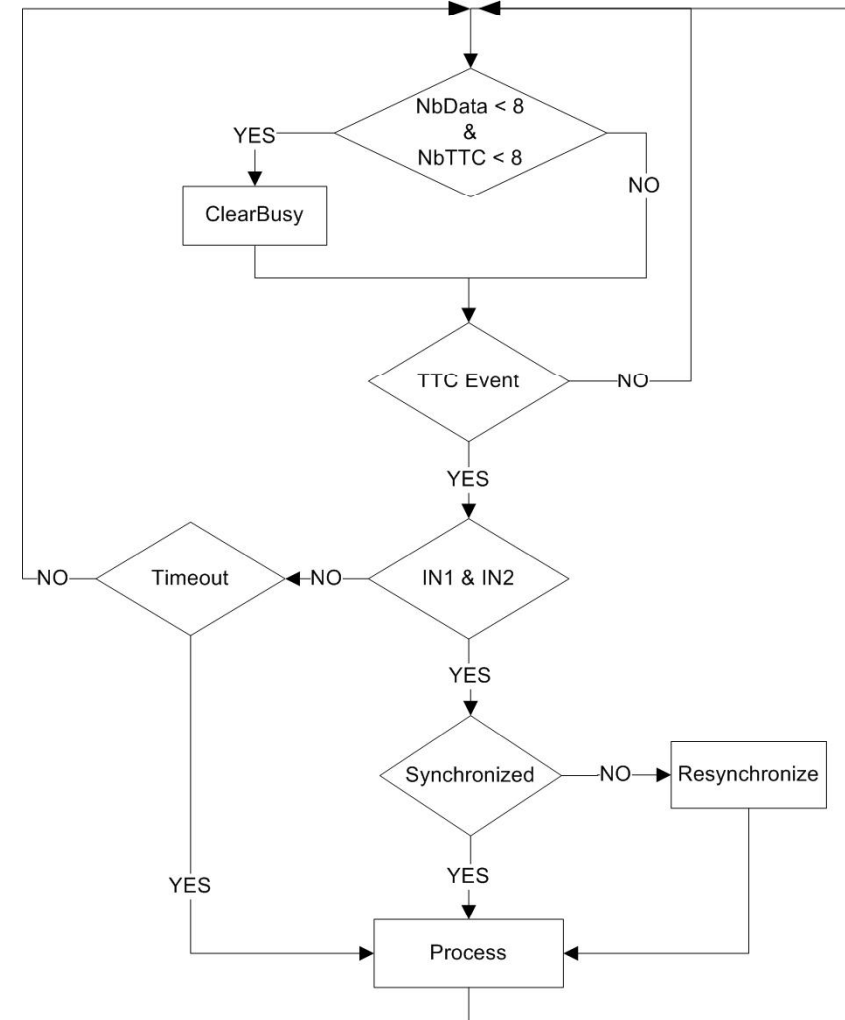 NbData < 8
&
NbTTC < 8
YES
NO
ClearBusy
TTC Event
NO
YES
NO
Timeout
NO
IN1 & IN2
YES
Synchronized
NO
Resynchronize
YES
YES
Process